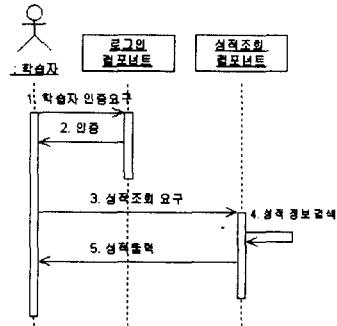 로그인
컴포넌트
성적조회
컴포넌트
: 학습자
1. 학습자 인증요구
2. 인증
3. 성적조회 요구
4. 성적 정보검색
5. 성적출력